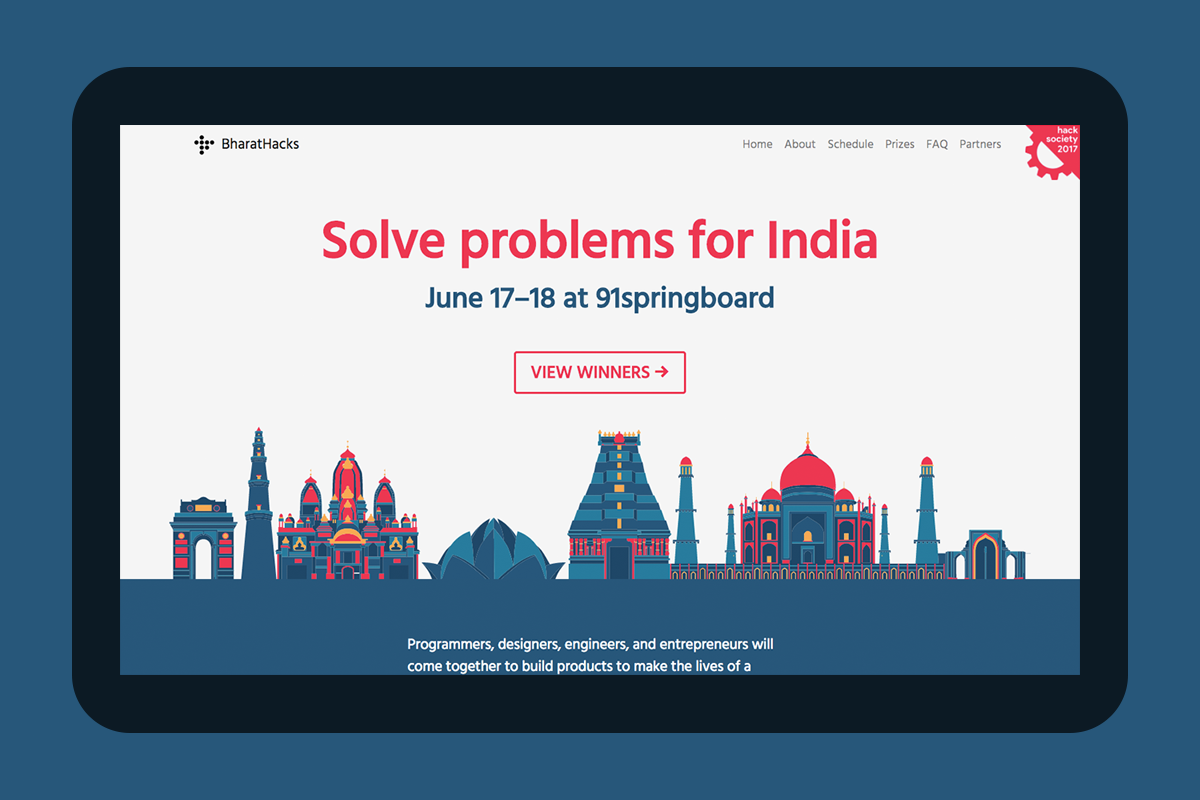 BharatHacks
Home About Schedule Prizes FAQ Partners
hack
society
2017
Solve problems for India
June 17–18 at 91springboard
VIEW WINNERS →
Programmers, designers, engineers, and entrepreneurs will
come together to build products to make the lives of a